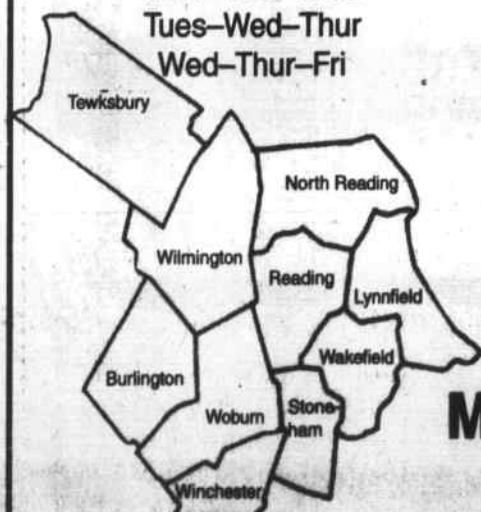 Tues–Wed–Thur
Wed–Thur–Fri
Tewksbury
North Reading
Wilmington
Reading
Lynnfield
Wakefield
Burlington
Stone-
ham
Woburn
M
Winchester